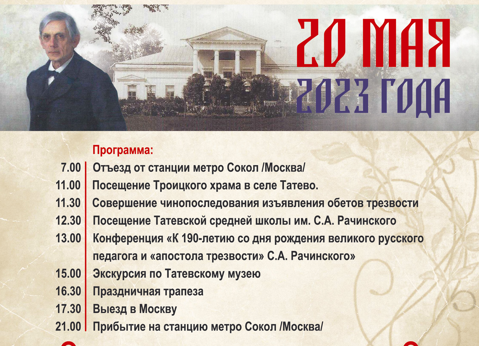 20 МАЯ
2023 ГОДА
Программа:
7.00 Отъезд от станции метро Сокол /Москва/
11.00 Посещение Троицкого храма в селе Татево.
11.30 Совершение чинопоследования изъявления обетов трезвости
12.30 Посещение Татевской средней школы им. С.А. Рачинского
13.00 Конференция «К 190-летию со дня рождения великого русского
педагога и «апостола трезвости» С.А. Рачинского»
15.00 Экскурсия по Татевскому музею
16.30 Праздничная трапеза
17.30 Выезд в Москву
21.00 Прибытие на станцию метро Сокол /Москва/